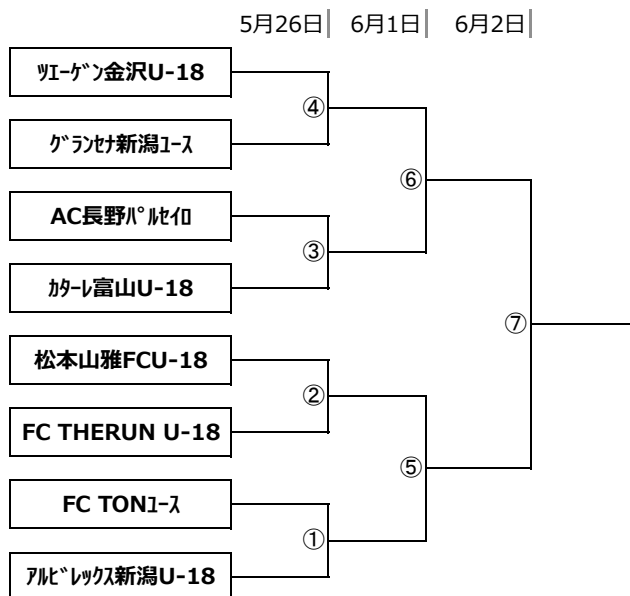 5月26日 6月1日 6月2日
ﾂｴｰｹﾞﾝ金沢U-18
④
ｸﾞﾗﾝｾﾅ新潟ﾕｰｽ
⑥
AC長野ﾊﾟﾙｾｲﾛ
③
ｶﾀｰﾚ富山U-18
⑦
松本山雅FCU-18
②
FC THERUN U-18
⑤
FC TONﾕｰｽ
①
ｱﾙﾋﾞﾚｯｸｽ新潟U-18